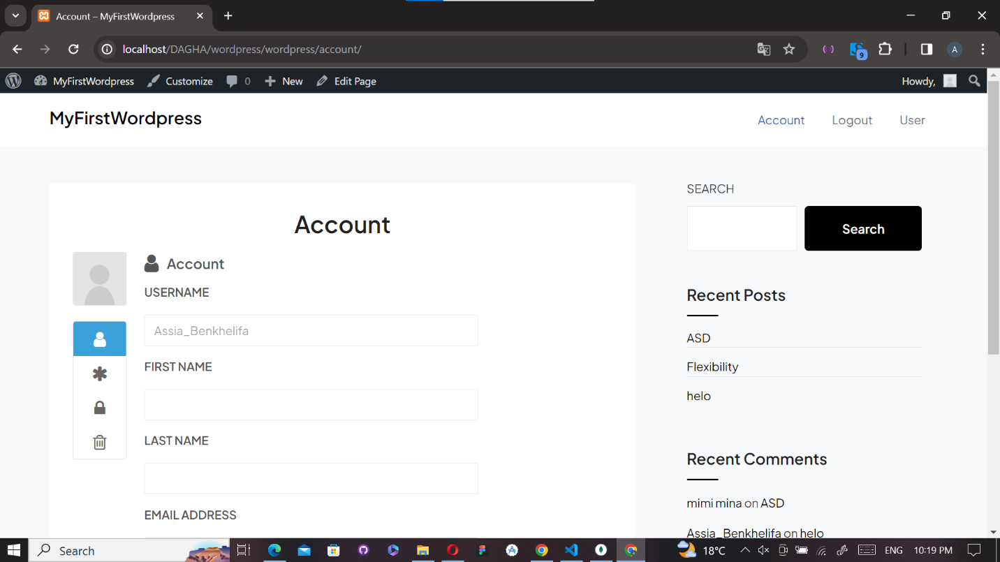 Account – MyFirstWordpress
localhost/DAGHA/wordpress/wordpress/account/
9
A
MyFirstWordpress
Customize
0
New
Edit Page
Howdy,
MyFirstWordpress
Account
Logout
User
Account
Account
USERNAME
Assia_Benkhelifa
FIRST NAME
LAST NAME
EMAIL ADDRESS
SEARCH
Search
Recent Posts
ASD
Flexibility
helo
Recent Comments
mimi mina on ASD
Assia_Benkhelifa on helo
Search
18°C
ENG
10:19 PM